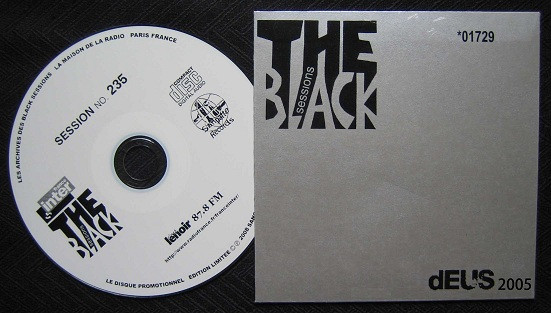 LES ARCHIVES DES BLACK SESSIONS LA MAISON DE LA RADIO PARIS FRANCE
SESSION NO. 235
COMPACT
disc
DIGITAL AUDIO
Records
inter
THE
sessions
BLACK
lenoir 87.8 FM
LE DISQUE PROMOTIONNEL EDITION LIMITEE © ℗ 2008
THE
BLACK
sessions
*01729
dEUS 2005